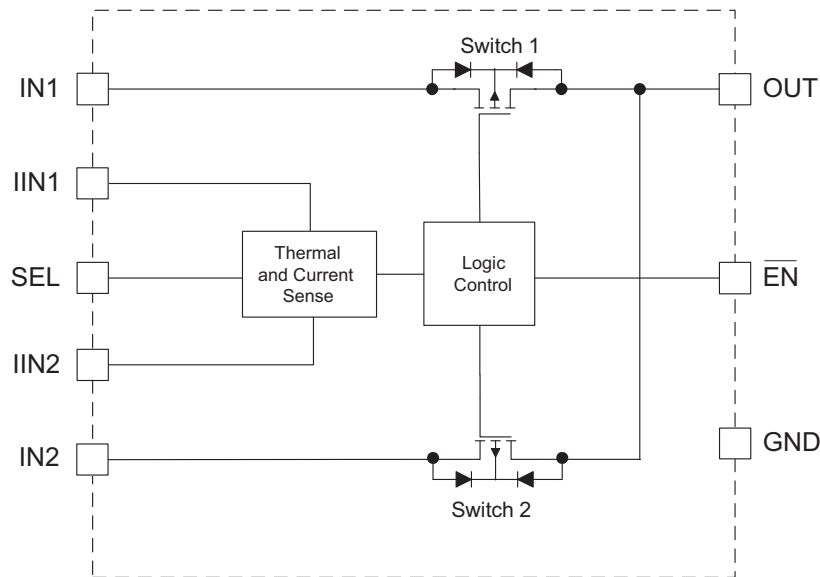 Switch 1
IN1
OUT
IIN1
Thermal
and Current
Sense
Logic
Control
SEL
EN
IIN2
GND
IN2
Switch 2